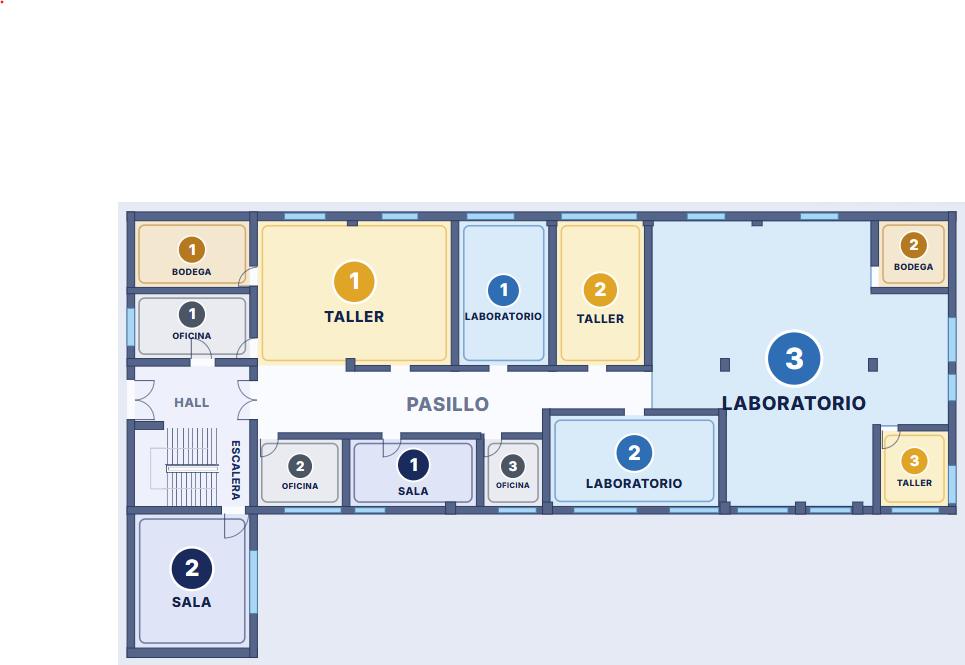 1
BODEGA
1
OFICINA
1
TALLER
1
LABORATORIO
2
TALLER
2
BODEGA
3
LABORATORIO
HALL
PASILLO
ESCALERA
2
OFICINA
1
SALA
3
OFICINA
2
LABORATORIO
3
TALLER
2
SALA